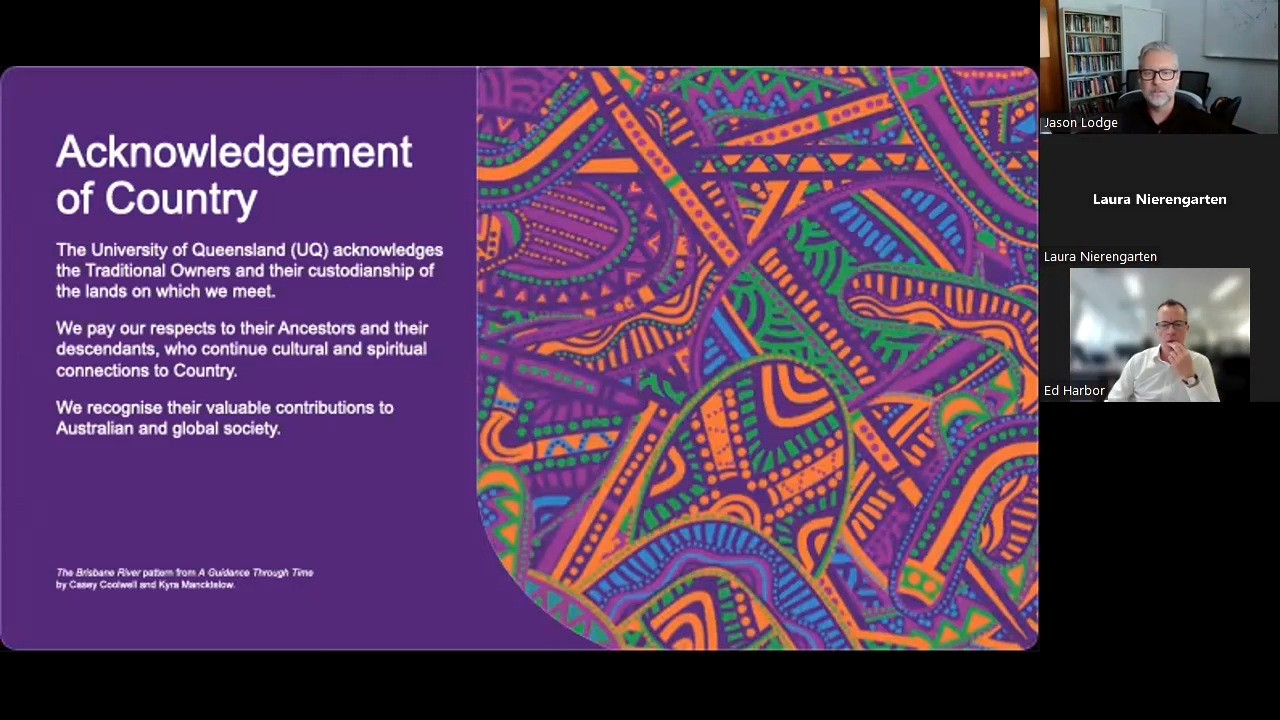 Acknowledgement
of Country
The University of Queensland (UQ) acknowledges
the Traditional Owners and their custodianship of
the lands on which we meet.
We pay our respects to their Ancestors and their
descendants, who continue cultural and spiritual
connections to Country.
We recognise their valuable contributions to
Australian and global society.
The Brisbane River pattern from A Guidance Through Time
by Casey Coolwell and Kyra Mancktelow.
Jason Lodge
Laura Nierengarten
Laura Nierengarten
Ed Harbor